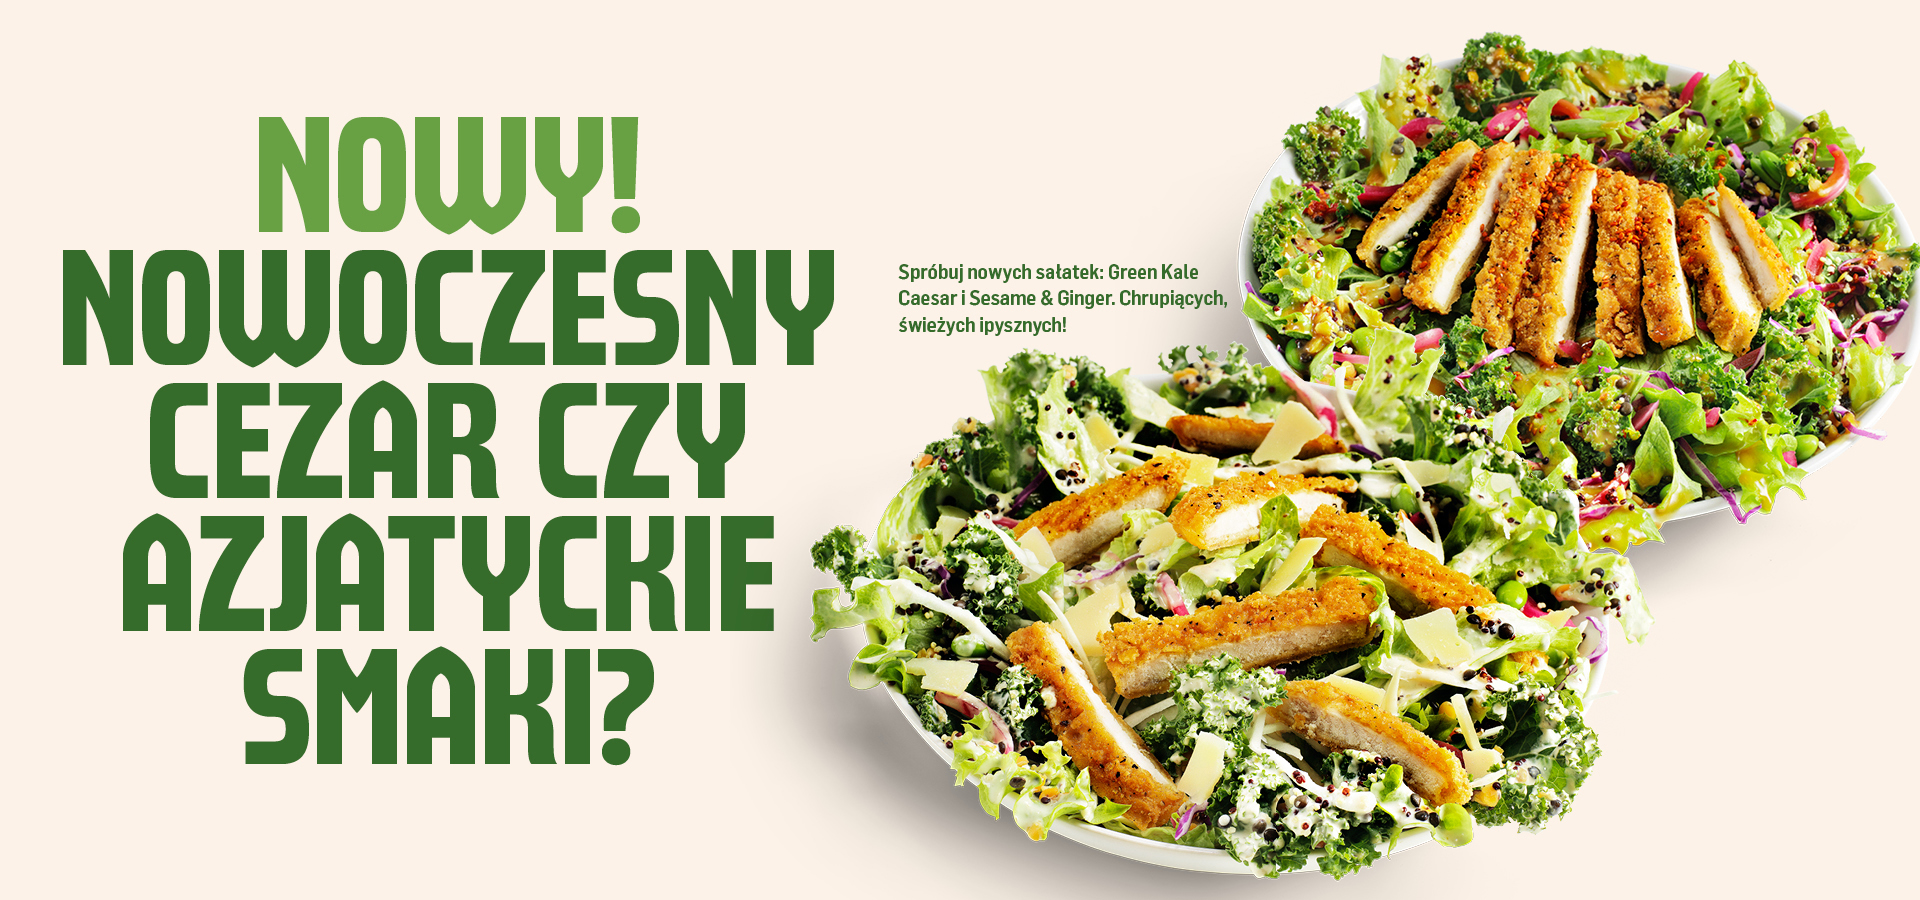 NOWY!
NOWOCZESNY
CEZAR CZY
AZJATYCKIE
SMAKI?
Spróbuj nowych sałatek: Green Kale
Caesar i Sesame & Ginger. Chrupiących,
świeżych ipysznych!